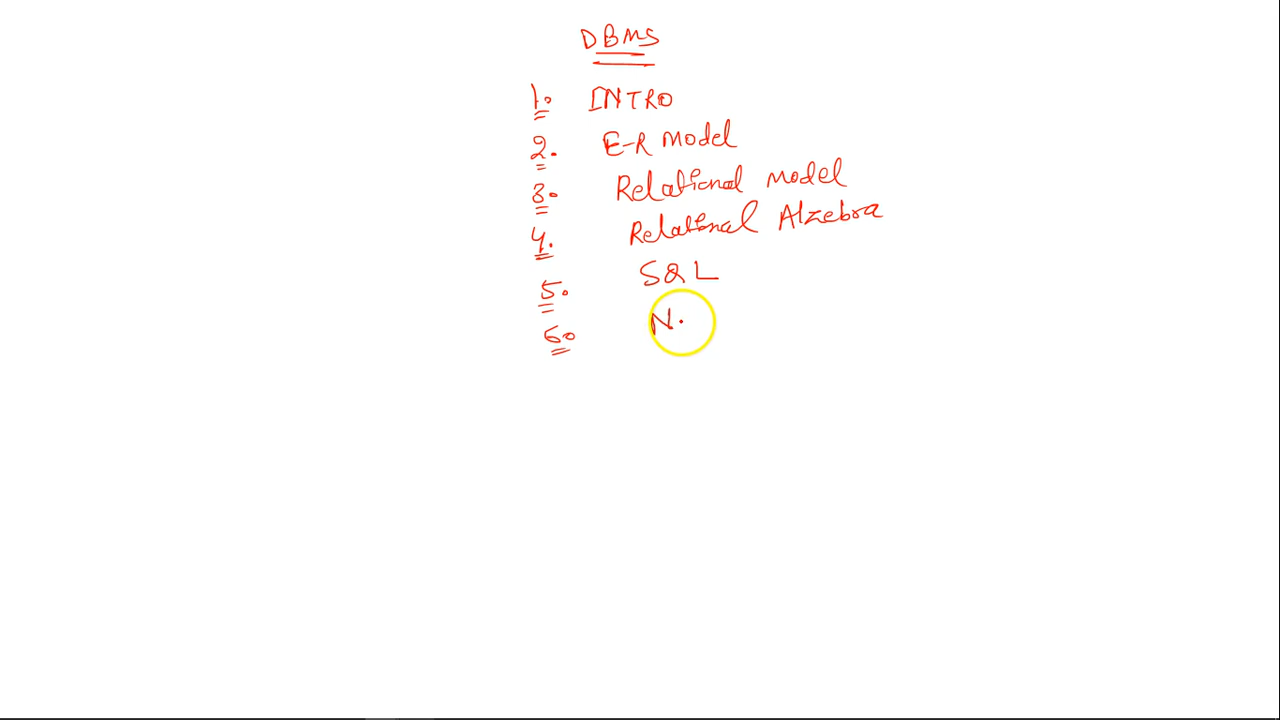 DBMS
1. INTRO
2. E-R Model
3. Relational model
4. Relational Alzebra
5. SQL
6. N.